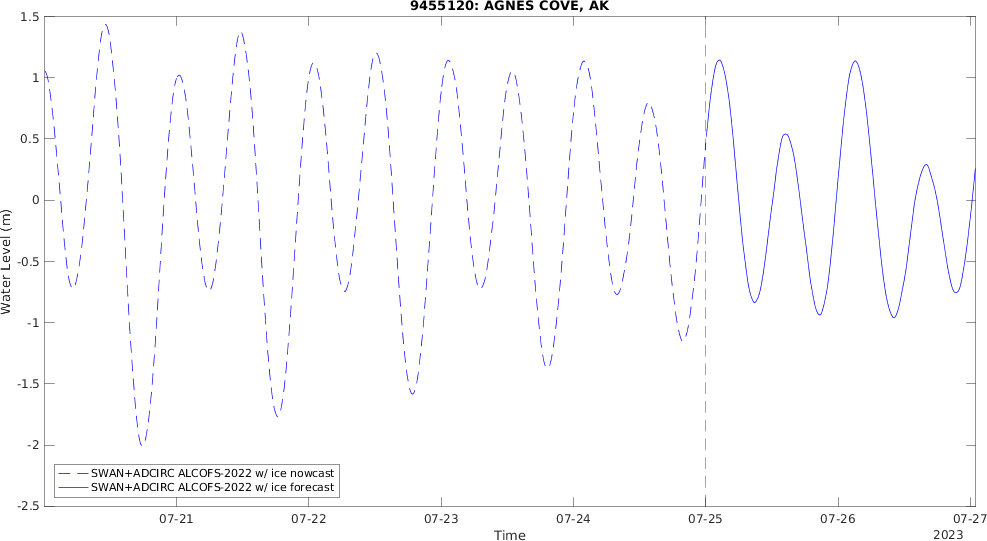 9455120: AGNES COVE, AK
1.5
1
0.5
0
-0.5
-1
-1.5
-2
-2.5
Water Level (m)
SWAN+ADCIRC ALCOFS-2022 w/ ice nowcast
SWAN+ADCIRC ALCOFS-2022 w/ ice forecast
07-21 07-22 07-23 07-24 07-25 07-26 07-27
Time
2023